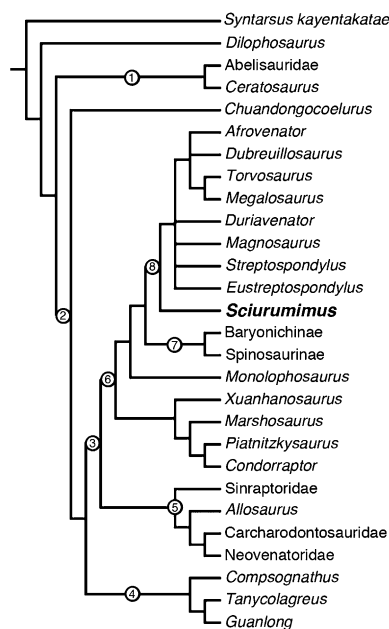 Syntarsus kayentakatae
Dilophosaurus
1
Abelisauridae
Ceratosaurus
Chuandongocoelurus
Afrovenator
Dubreuillosaurus
Torvosaurus
Megalosaurus
Duriavenator
Magnosaurus
8
Streptospondylus
Eustreptospondylus
Sciurumimus
2
Baryonichinae
7
Spinosaurinae
6
Monolophosaurus
Xuanhanosaurus
Marshosaurus
3
Piatnitzkysaurus
Condorraptor
Sinraptoridae
5
Allosaurus
Carcharodontosauridae
Neovenatoridae
Compsognathus
4
Tanycolagreus
Guanlong